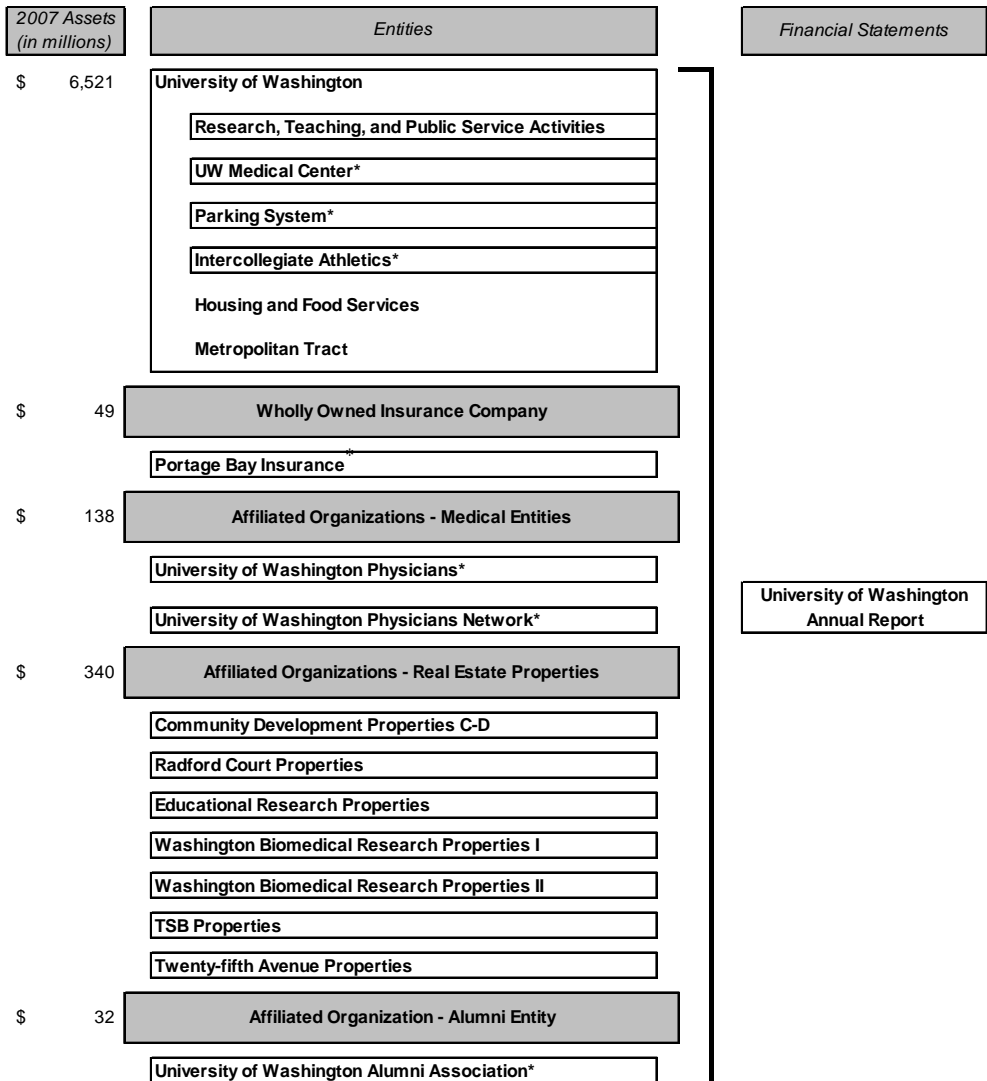 2007 Assets
(in millions)
Entities
Financial Statements
$ 6,521
University of Washington
Research, Teaching, and Public Service Activities
UW Medical Center*
Parking System*
Intercollegiate Athletics*
Housing and Food Services
Metropolitan Tract
$ 49
Wholly Owned Insurance Company
Portage Bay Insurance*
$ 138
Affiliated Organizations - Medical Entities
University of Washington Physicians*
University of Washington Physicians Network*
University of Washington
Annual Report
$ 340
Affiliated Organizations - Real Estate Properties
Community Development Properties C-D
Radford Court Properties
Educational Research Properties
Washington Biomedical Research Properties I
Washington Biomedical Research Properties II
TSB Properties
Twenty-fifth Avenue Properties
$ 32
Affiliated Organization - Alumni Entity
University of Washington Alumni Association*